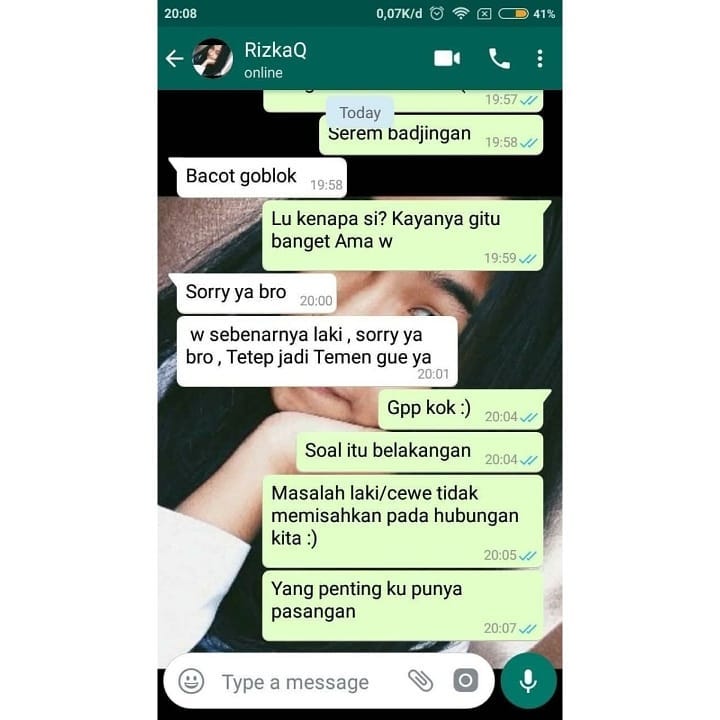 20:08
0,07K/d
41%
RizkaQ
online
19:57
Today
Serem badjingan
19:58
Bacot goblok
19:58
Lu kenapa si? Kayanya gitu
banget Ama w
19:59
Sorry ya bro
20:00
w sebenarnya laki , sorry ya
bro , Tetep jadi Temen gue ya
20:01
Gpp kok :)
20:04
Soal itu belakangan
20:04
Masalah laki/cewe tidak
memisahkan pada hubungan
kita :)
20:05
Yang penting ku punya
pasangan
20:07
Type a message